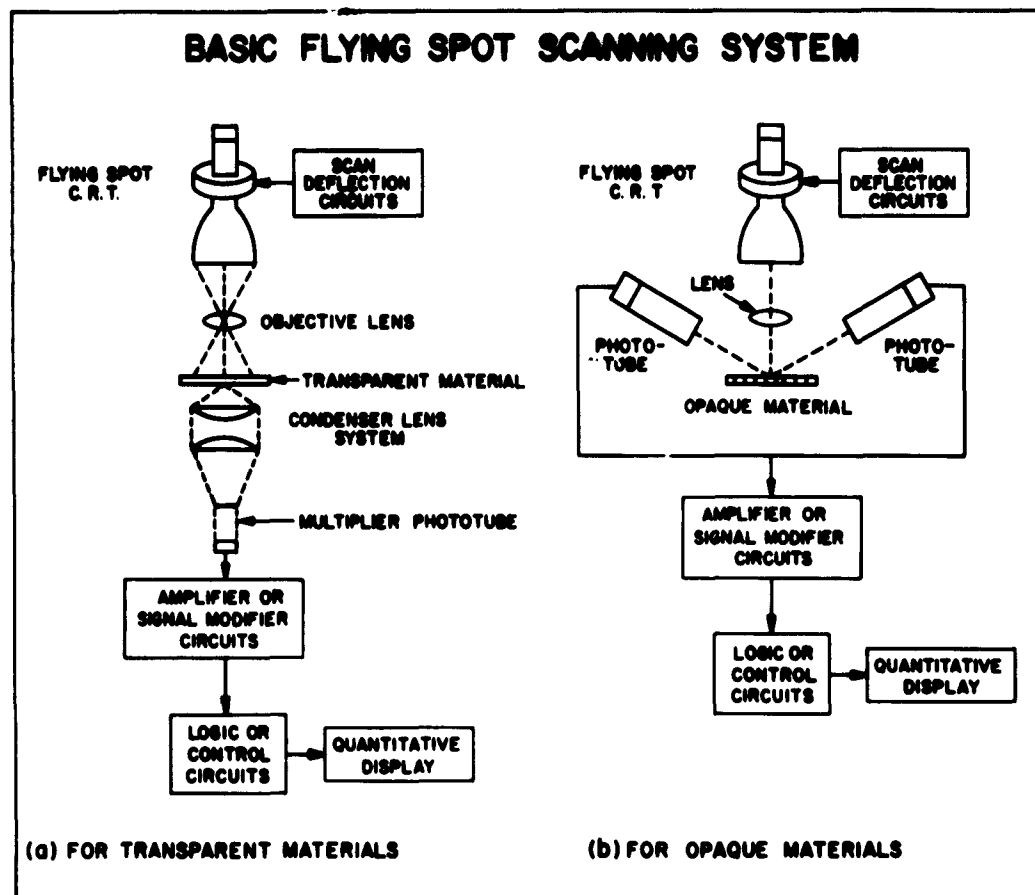 BASIC FLYING SPOT SCANNING SYSTEM
FLYING SPOT
C. R. T.
SCAN
DEFLECTION
CIRCUITS
OBJECTIVE LENS
TRANSPARENT MATERIAL
CONDENSER LENS
SYSTEM
MULTIPLIER PHOTOTUBE
AMPLIFIER OR
SIGNAL MODIFIER
CIRCUITS
LOGIC OR
CONTROL
CIRCUITS
QUANTITATIVE
DISPLAY
(a) FOR TRANSPARENT MATERIALS
FLYING SPOT
C. R. T
SCAN
DEFLECTION
CIRCUITS
LENS
PHOTO-
TUBE
PHOTO-
TUBE
OPAQUE MATERIAL
AMPLIFIER OR
SIGNAL MODIFIER
CIRCUITS
LOGIC OR
CONTROL
CIRCUITS
QUANTITATIVE
DISPLAY
(b) FOR OPAQUE MATERIALS